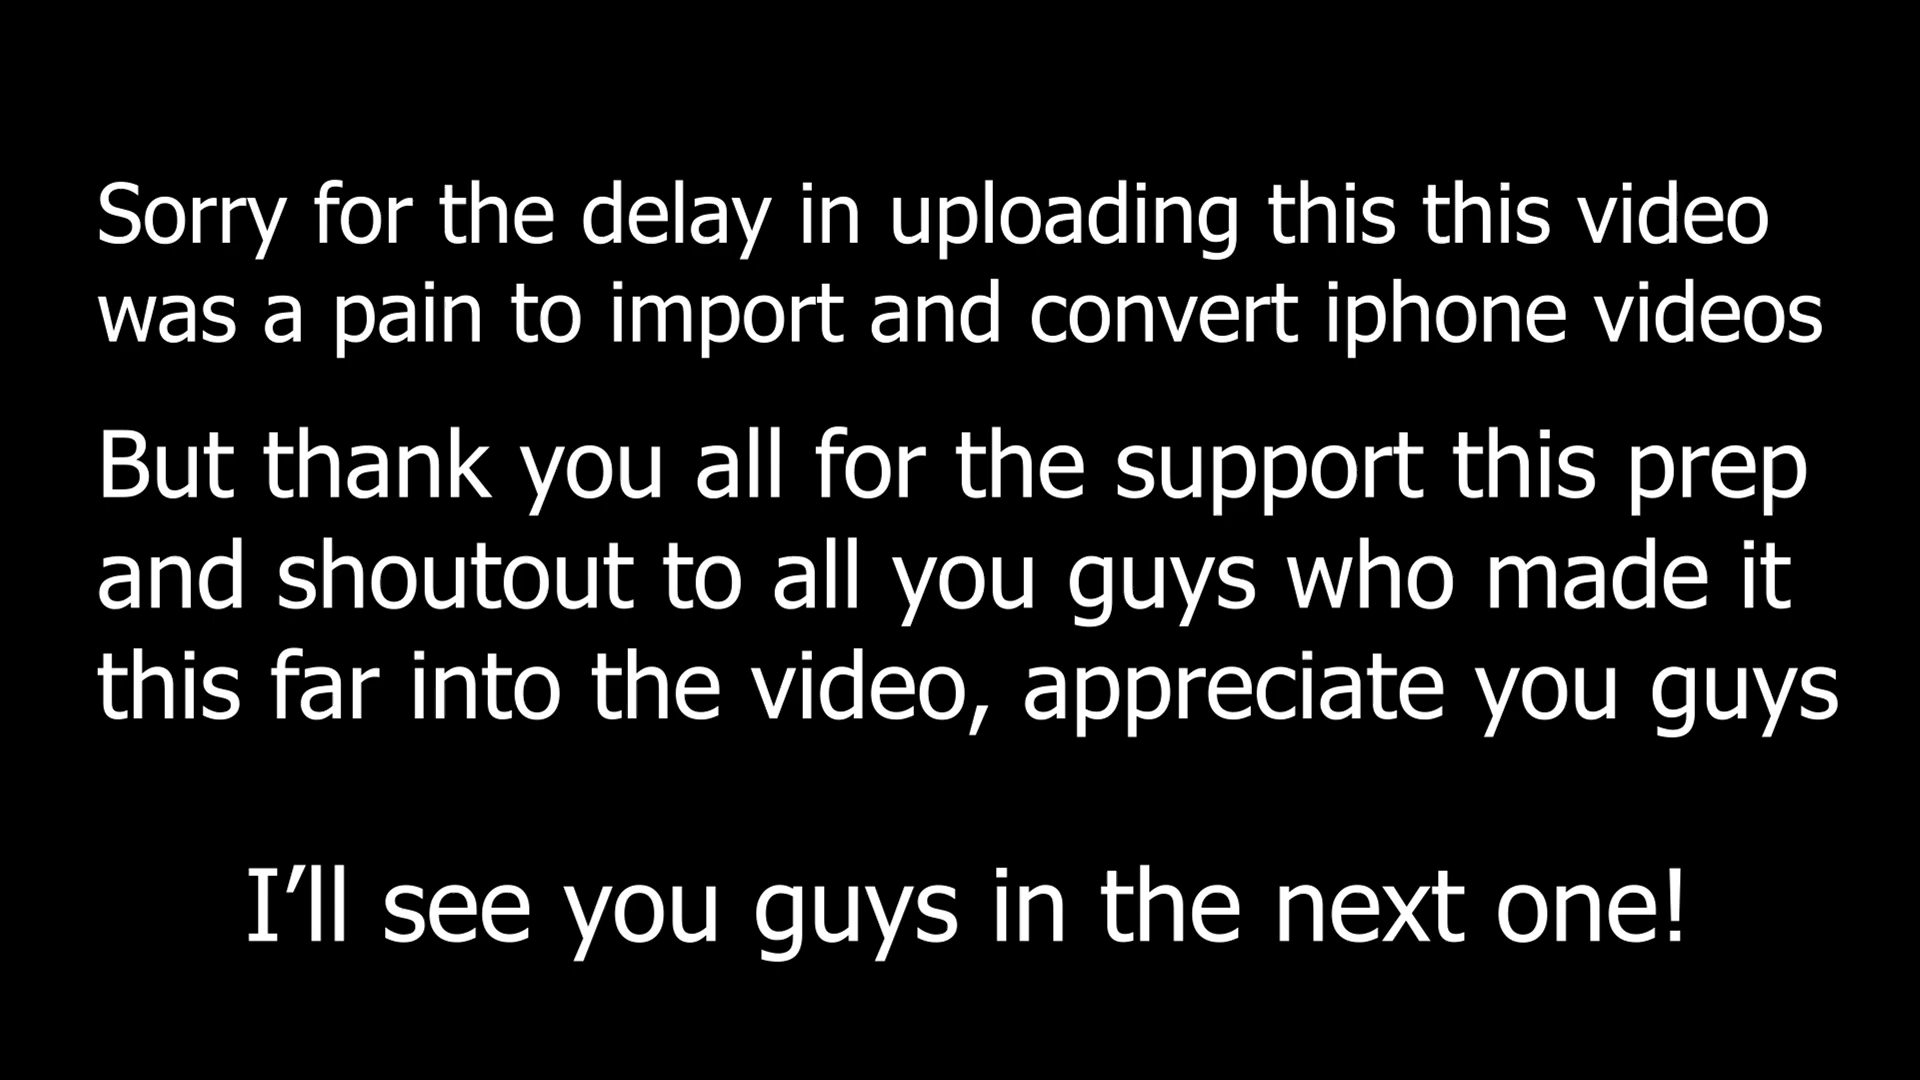 Sorry for the delay in uploading this this video
was a pain to import and convert iphone videos
But thank you all for the support this prep
and shoutout to all you guys who made it
this far into the video, appreciate you guys
I’ll see you guys in the next one!